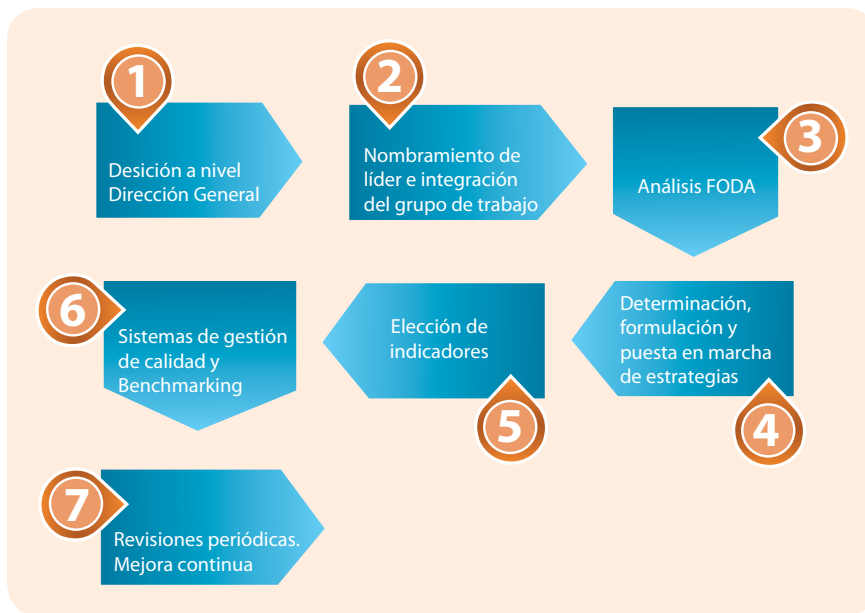 1
Desición a nivel
Dirección General
2
Nombramiento de
líder e integración
del grupo de trabajo
3
Análisis FODA
4
Determinación,
formulación y
puesta en marcha
de estrategias
5
Elección de
indicadores
6
Sistemas de gestión
de calidad y
Benchmarking
7
Revisiones periódicas.
Mejora continua